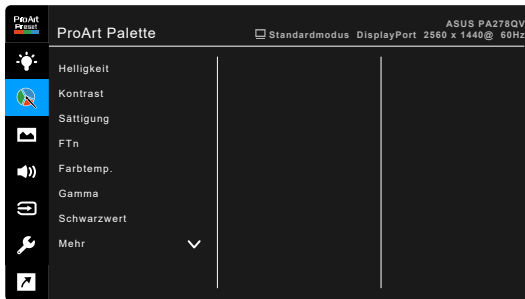 ProArt
Preset
ProArt Palette
ASUS PA278QV
Standardmodus DisplayPort 2560 x 1440@ 60Hz
Helligkeit
Kontrast
Sättigung
FTn
Farbtemp.
Gamma
Schwarzwert
Mehr